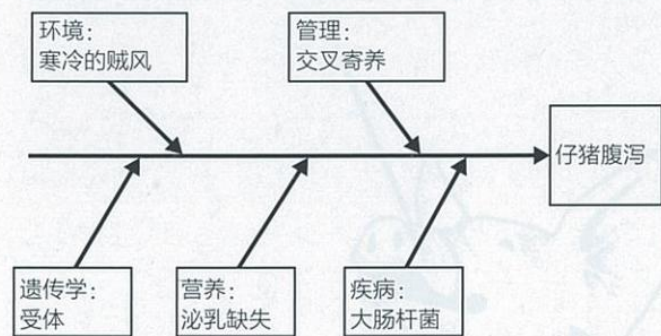 环境：
寒冷的贼风
管理：
交叉寄养
仔猪腹泻
遗传学：
受体
营养：
泌乳缺失
疾病：
大肠杆菌